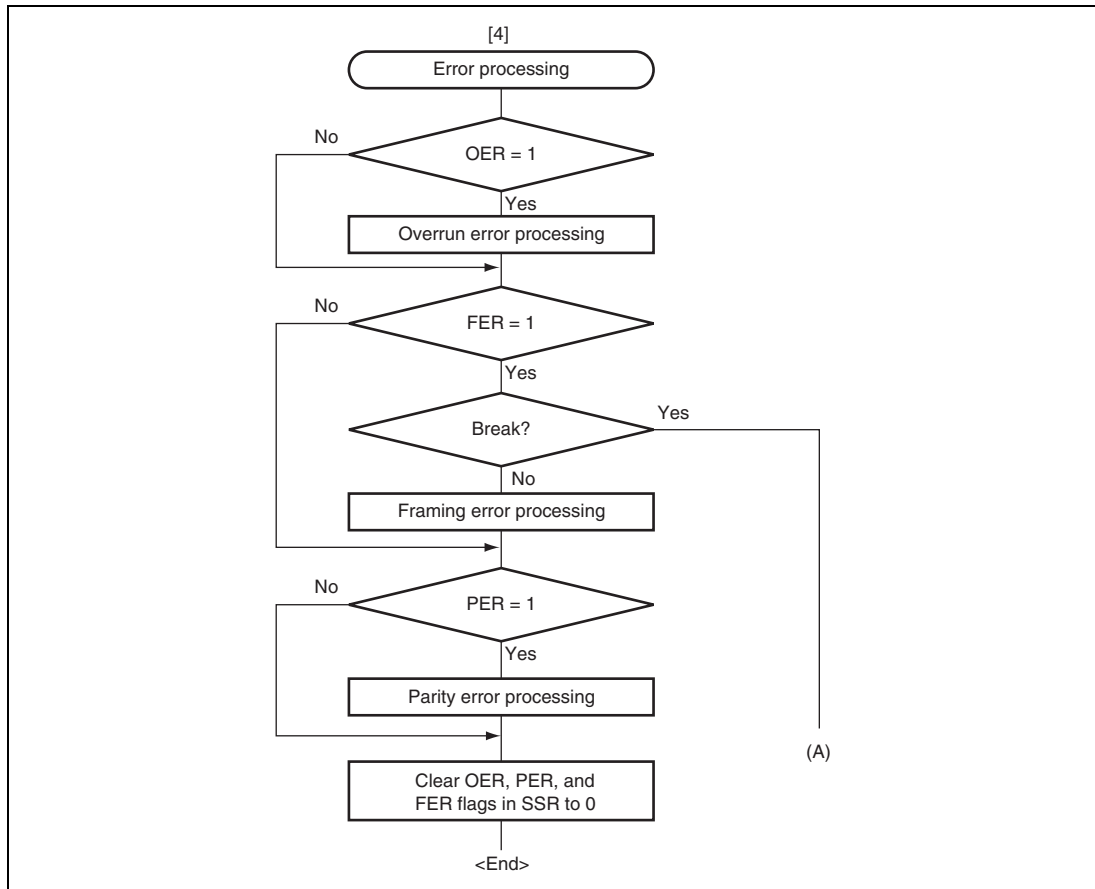 [4]
Error processing
No
OER = 1
Yes
Overrun error processing
No
FER = 1
Yes
Yes
Break?
No
Framing error processing
No
PER = 1
Yes
Parity error processing
(A)
Clear OER, PER, and
FER flags in SSR to 0
<End>